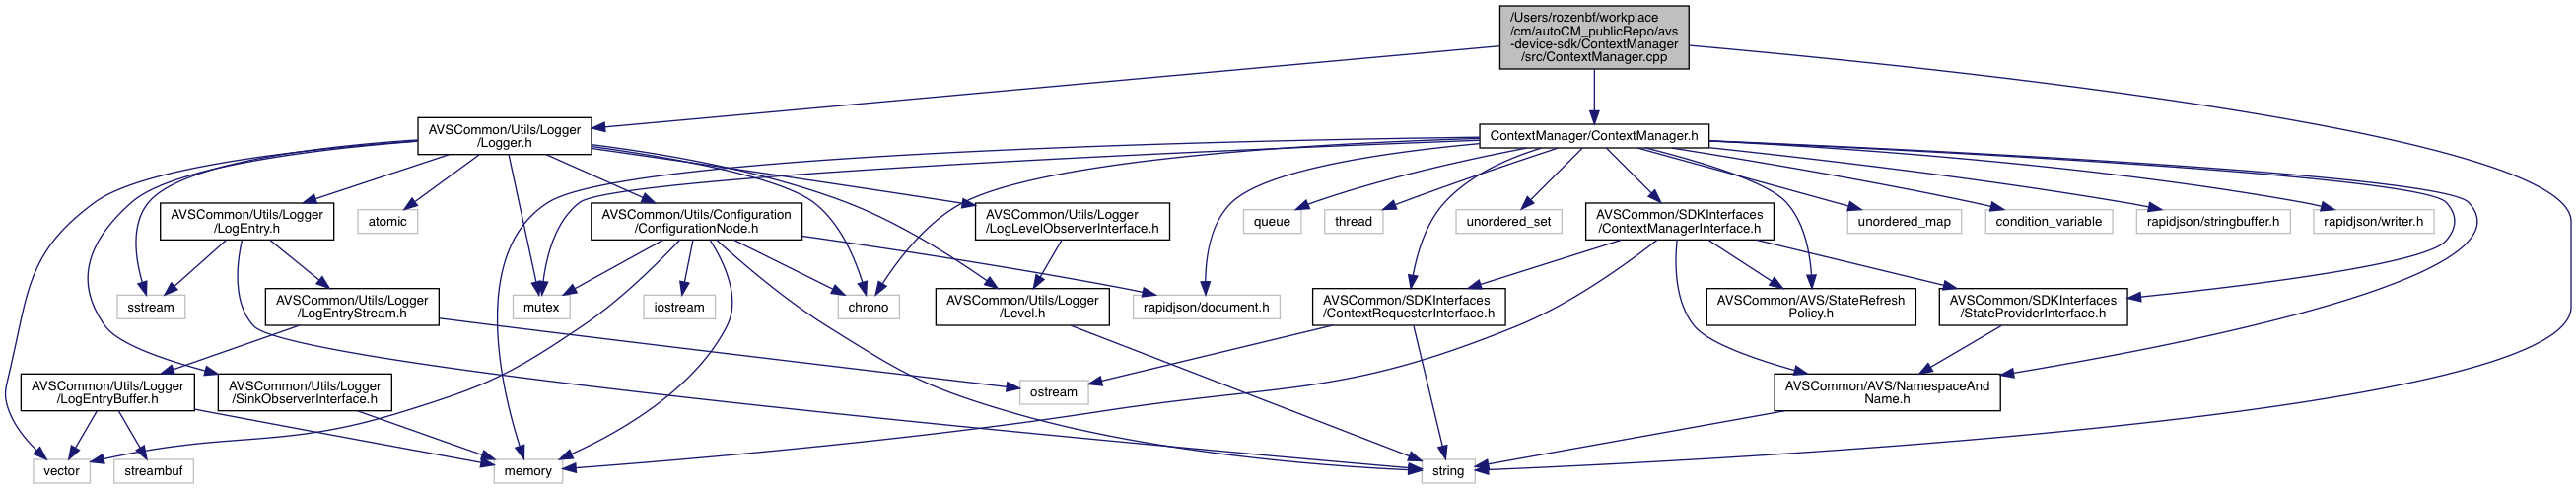 /Users/rozenbf/workplace
/cm/autoCM_publicRepo/avs
-device-sdk/ContextManager
/src/ContextManager.cpp
AVSCommon/Utils/Logger
/Logger.h
ContextManager/ContextManager.h
AVSCommon/Utils/Logger
/LogEntry.h
atomic
AVSCommon/Utils/Configuration
/ConfigurationNode.h
AVSCommon/Utils/Logger
/LogLevelObserverInterface.h
queue
thread
unordered_set
AVSCommon/SDKInterfaces
/ContextManagerInterface.h
unordered_map
condition_variable
rapidjson/stringbuffer.h
rapidjson/writer.h
sstream
AVSCommon/Utils/Logger
/LogEntryStream.h
mutex
iostream
chrono
AVSCommon/Utils/Logger
/Level.h
rapidjson/document.h
AVSCommon/SDKInterfaces
/ContextRequesterInterface.h
AVSCommon/AVS/StateRefresh
Policy.h
AVSCommon/SDKInterfaces
/StateProviderInterface.h
AVSCommon/Utils/Logger
/LogEntryBuffer.h
AVSCommon/Utils/Logger
/SinkObserverInterface.h
ostream
AVSCommon/AVS/NamespaceAnd
Name.h
vector
streambuf
memory
string